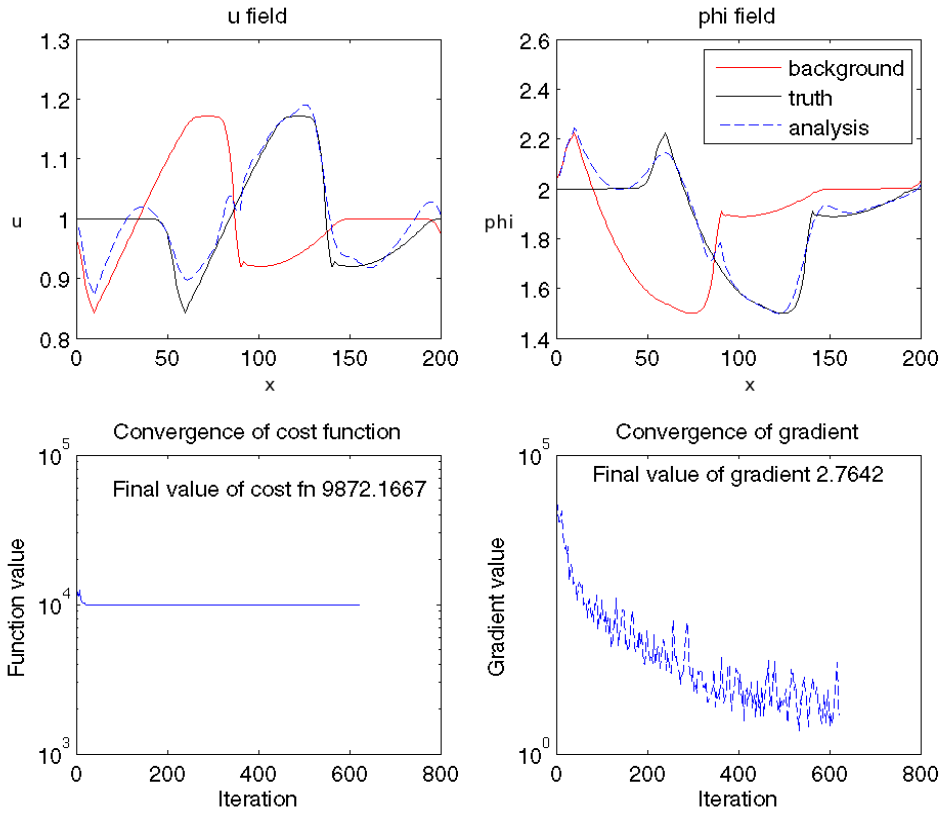 u field
1.3
1.2
1.1
1
0.9
0.8
u
0
50
100
150
200
x
phi field
2.6
2.4
2.2
2
1.8
1.6
1.4
phi
background
truth
analysis
0
50
100
150
200
x
Convergence of cost function
10^5
10^4
10^3
Function value
Final value of cost fn 9872.1667
0
200
400
600
800
Iteration
Convergence of gradient
10^5
10^0
Gradient value
Final value of gradient 2.7642
0
200
400
600
800
Iteration